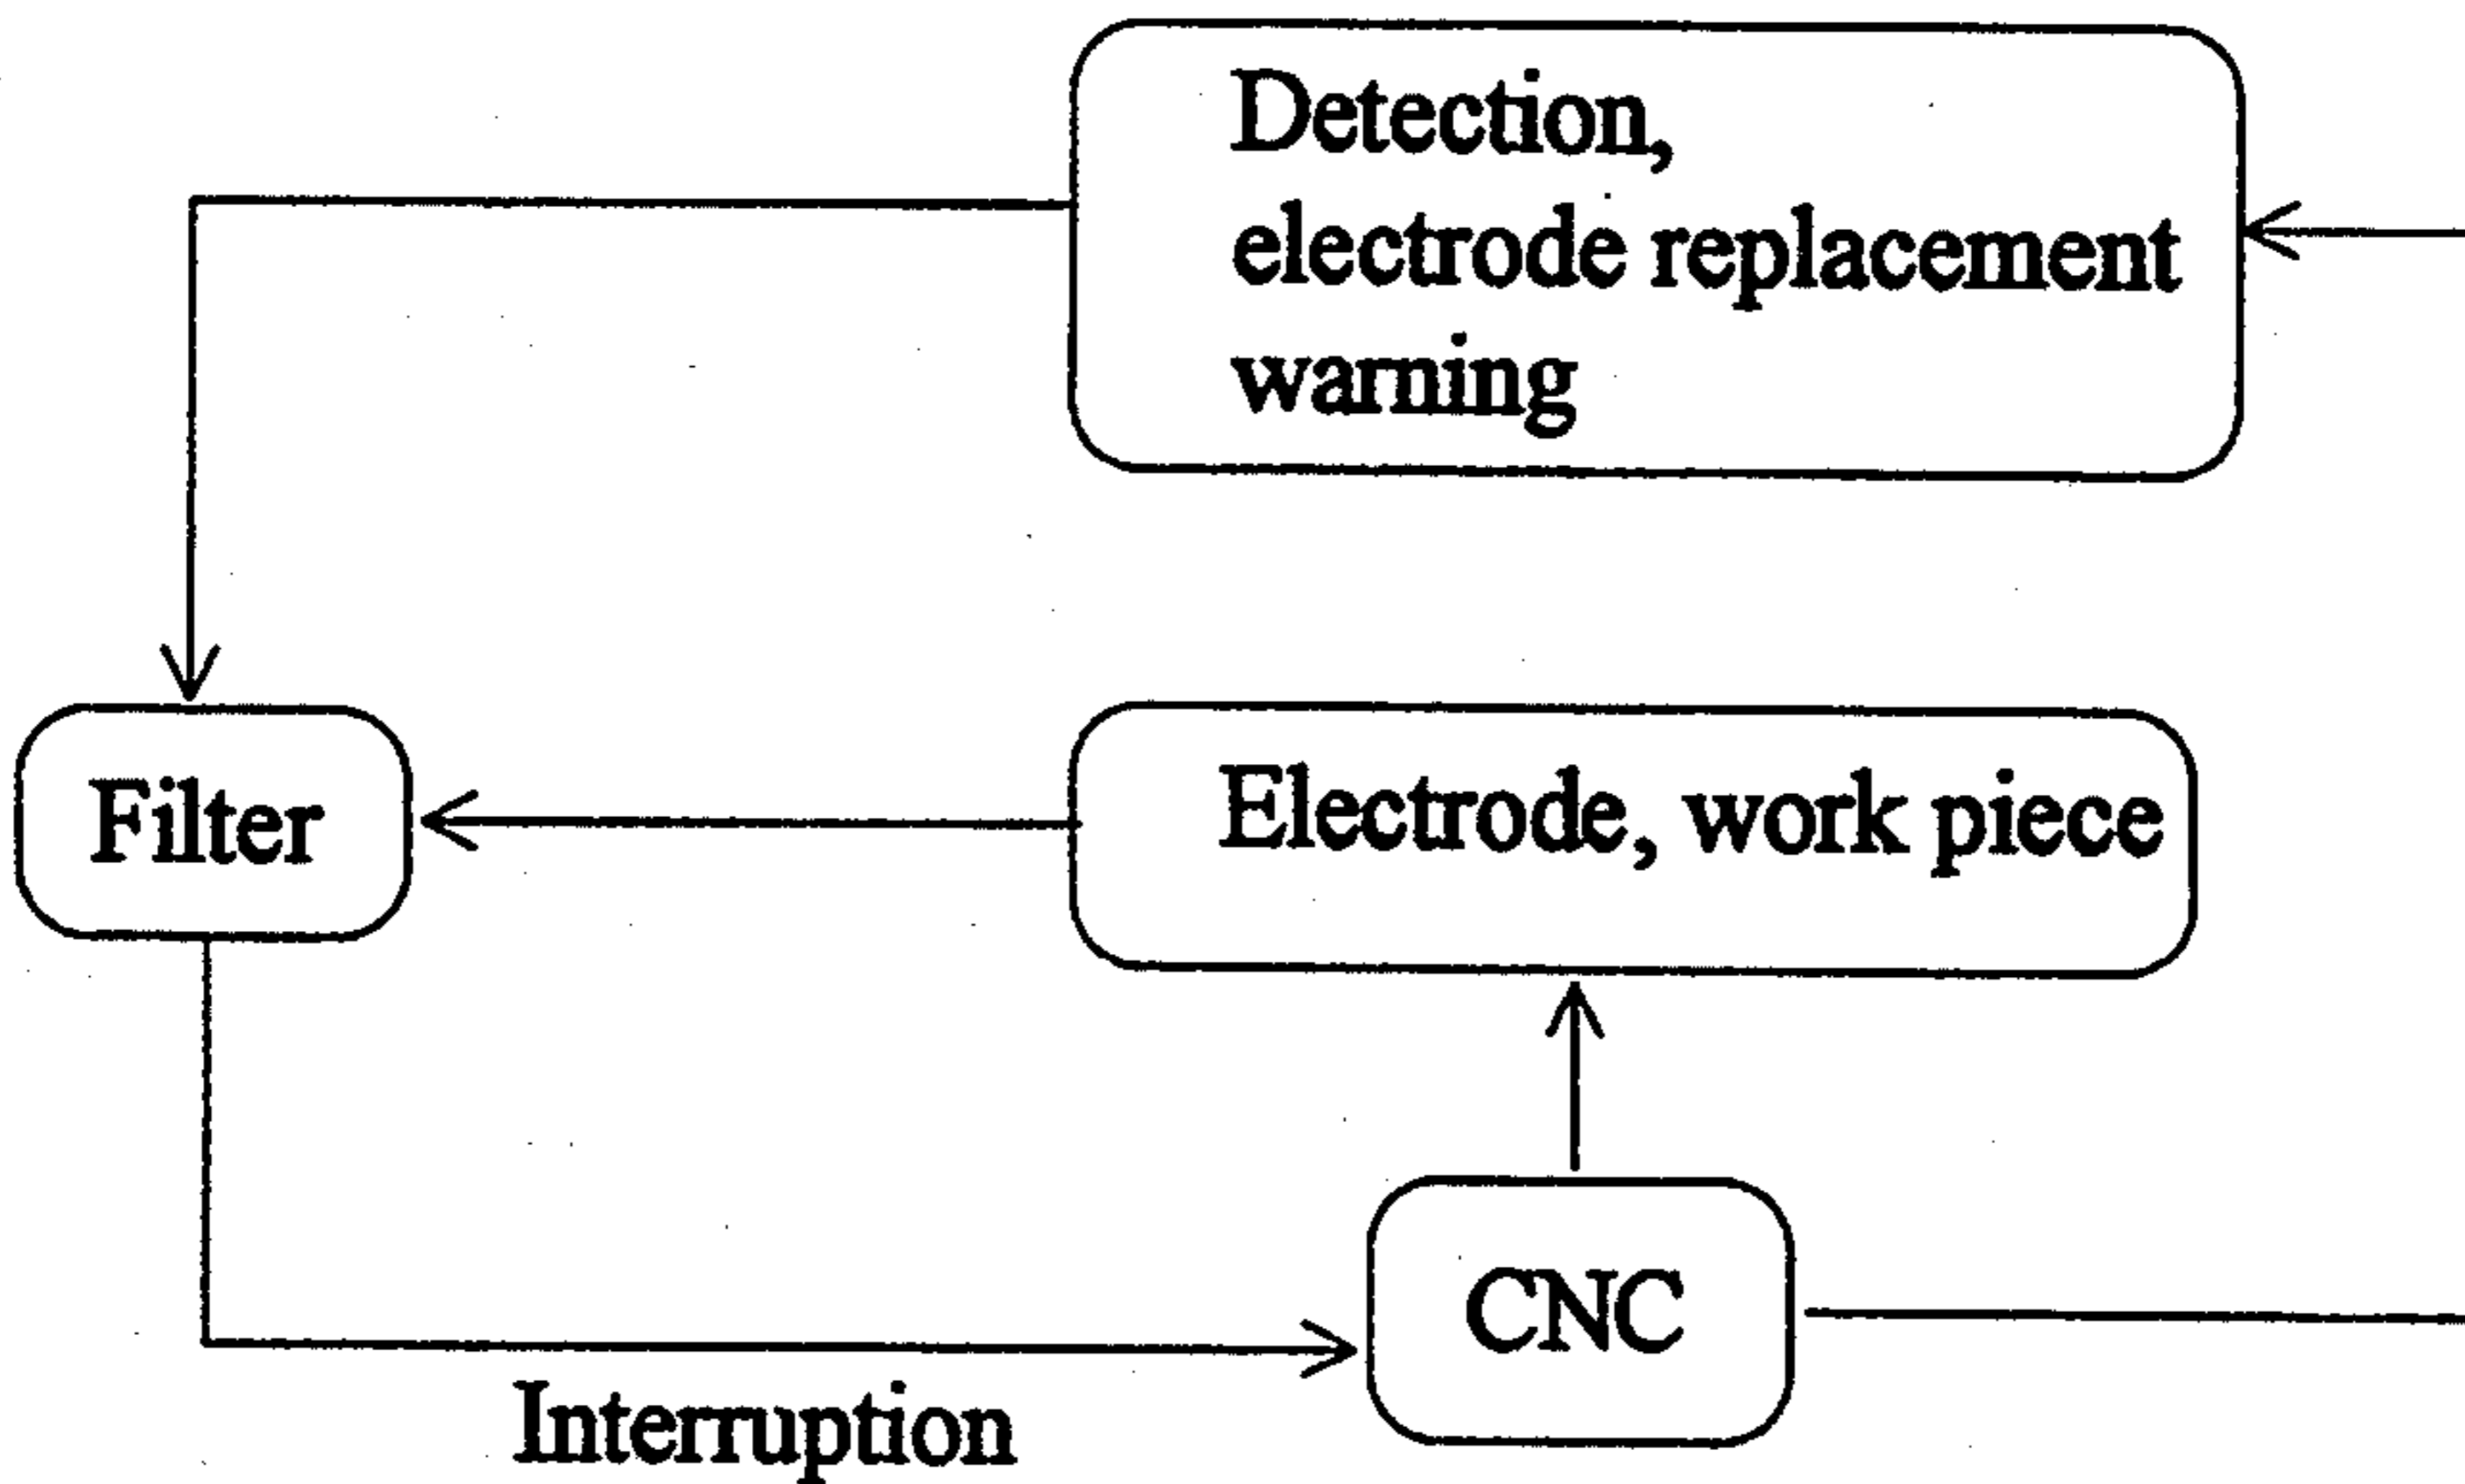 Detection,
electrode replacement
warning
Filter
Electrode, work piece
CNC
Interruption